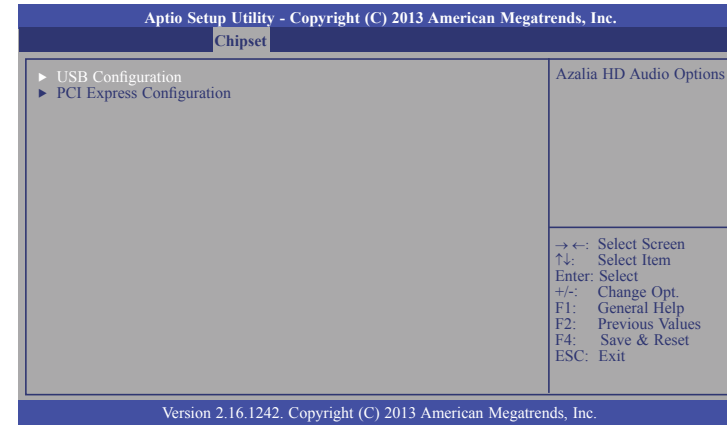 Aptio Setup Utility - Copyright (C) 2013 American Megatrends, Inc.
Chipset
► USB Configuration
► PCI Express Configuration
Azalia HD Audio Options
→←: Select Screen
↑↓: Select Item
Enter: Select
+/-: Change Opt.
F1: General Help
F2: Previous Values
F4: Save & Reset
ESC: Exit
Version 2.16.1242. Copyright (C) 2013 American Megatrends, Inc.